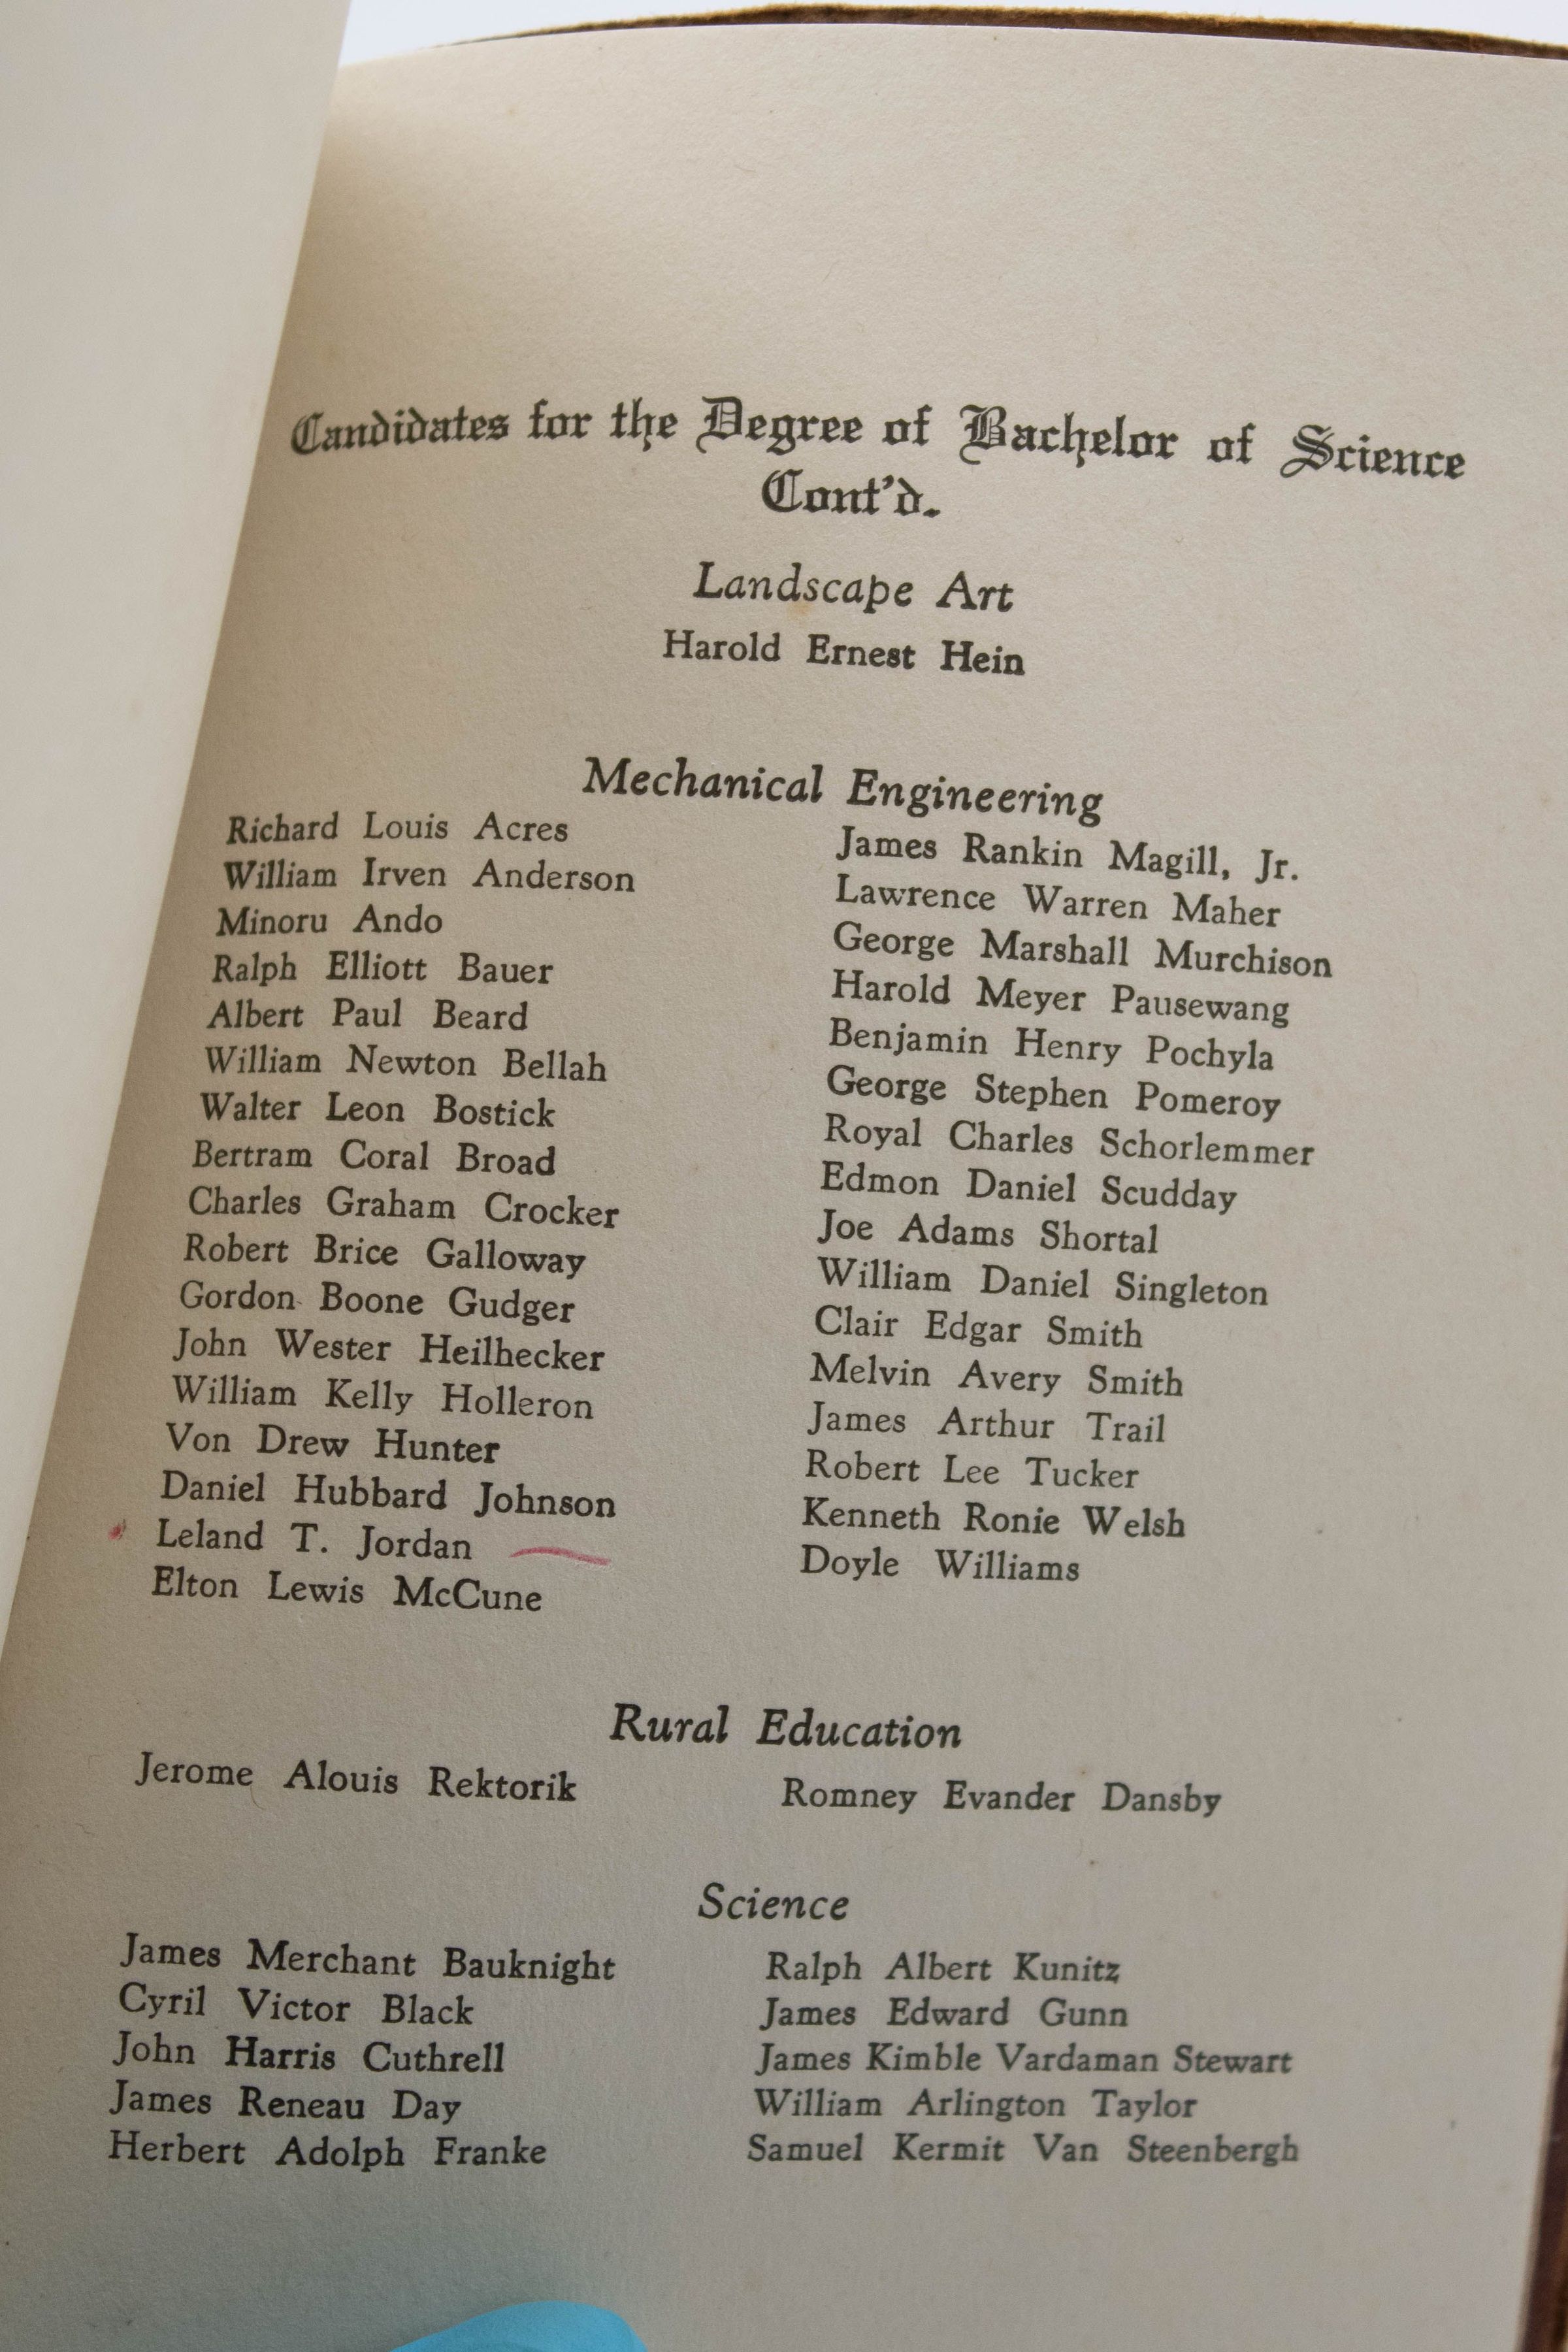 Candidates for the Degree of Bachelor of Science
Cont'd.
Landscape Art
Harold Ernest Hein
Mechanical Engineering
Richard Louis Acres
William Irven Anderson
Minoru Ando
Ralph Elliott Bauer
Albert Paul Beard
William Newton Bellah
Walter Leon Bostick
Bertram Coral Broad
Charles Graham Crocker
Robert Brice Galloway
Gordon Boone Gudger
John Wester Heilhecker
William Kelly Holleron
Von Drew Hunter
Daniel Hubbard Johnson
Leland T. Jordan
Elton Lewis McCune
James Rankin Magill, Jr.
Lawrence Warren Maher
George Marshall Murchison
Harold Meyer Pausewang
Benjamin Henry Pochyla
George Stephen Pomeroy
Royal Charles Schorlemmer
Edmon Daniel Scudday
Joe Adams Shortal
William Daniel Singleton
Clair Edgar Smith
Melvin Avery Smith
James Arthur Trail
Robert Lee Tucker
Kenneth Ronie Welsh
Doyle Williams
Rural Education
Jerome Alouis Rektorik
Romney Evander Dansby
Science
James Merchant Bauknight
Cyril Victor Black
John Harris Cuthrell
James Reneau Day
Herbert Adolph Franke
Ralph Albert Kunitz
James Edward Gunn
James Kimble Vardaman Stewart
William Arlington Taylor
Samuel Kermit Van Steenbergh